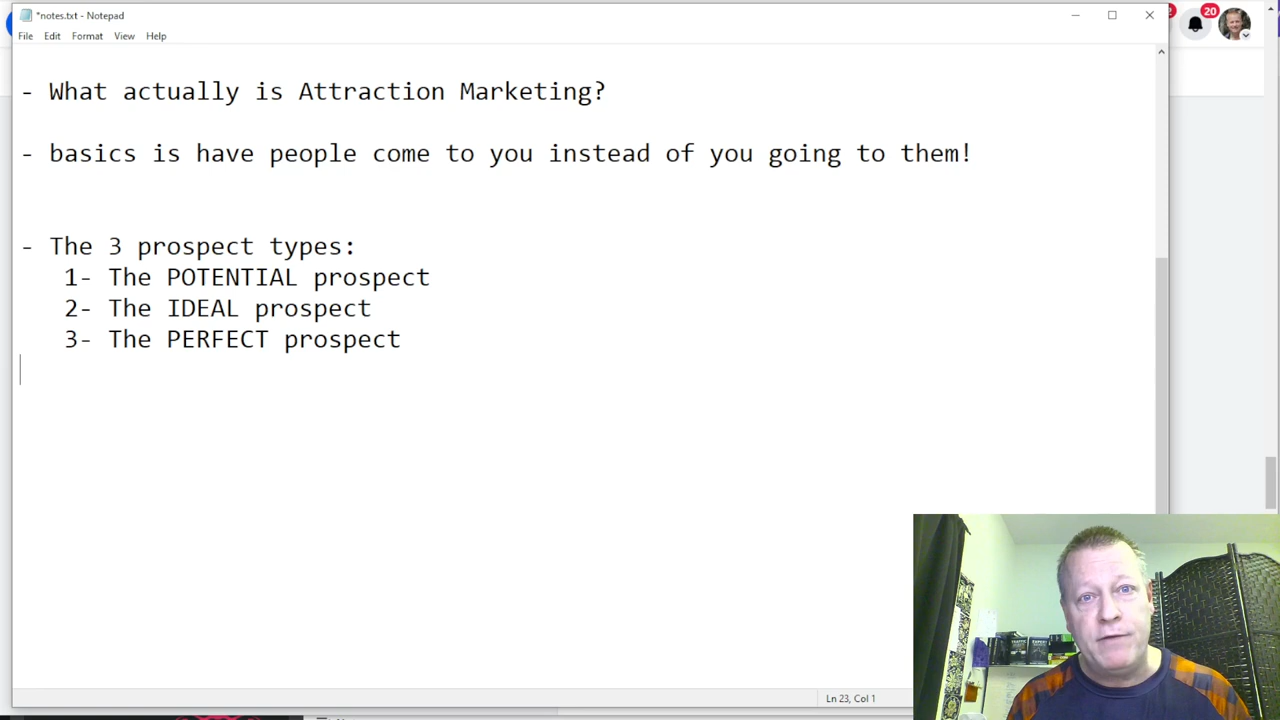 *notes.txt - Notepad
20
File Edit Format View Help
- What actually is Attraction Marketing?
- basics is have people come to you instead of you going to them!
- The 3 prospect types:
1- The POTENTIAL prospect
2- The IDEAL prospect
3- The PERFECT prospect
Ln 23, Col 1